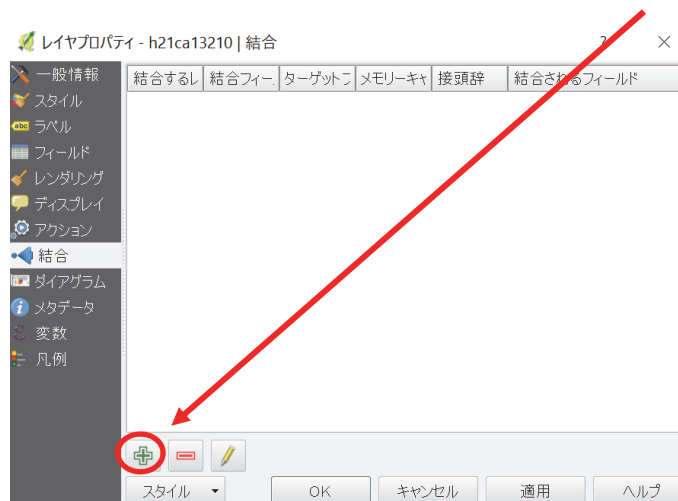 レイヤプロパティ - h21ca13210 | 結合
一般情報
結合するレ 結合フィー ターゲットフ メモリーキャ 接頭辞 結合されるフィールド
スタイル
abc ラベル
フィールド
レンダリング
ディスプレイ
アクション
結合
ダイアグラム
メタデータ
変数
凡例
スタイル OK キャンセル 適用 ヘルプ